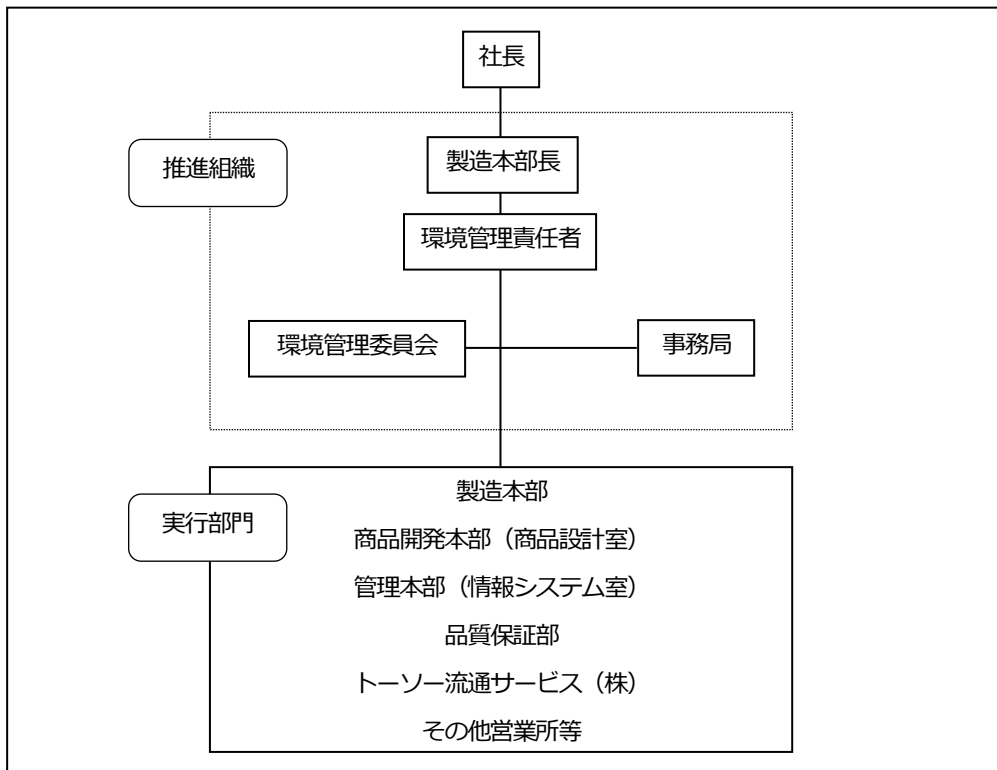 社長
推進組織
製造本部長
環境管理責任者
環境管理委員会
事務局
実行部門
製造本部
商品開発本部（商品設計室）
管理本部（情報システム室）
品質保証部
トーソー流通サービス（株）
その他営業所等